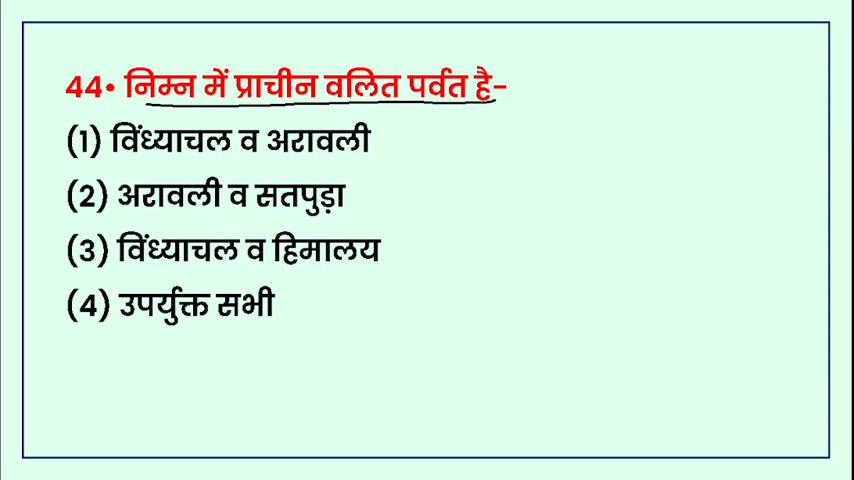 44• निम्न में प्राचीन वलित पर्वत है-
(1) विंध्याचल व अरावली
(2) अरावली व सतपुड़ा
(3) विंध्याचल व हिमालय
(4) उपर्युक्त सभी